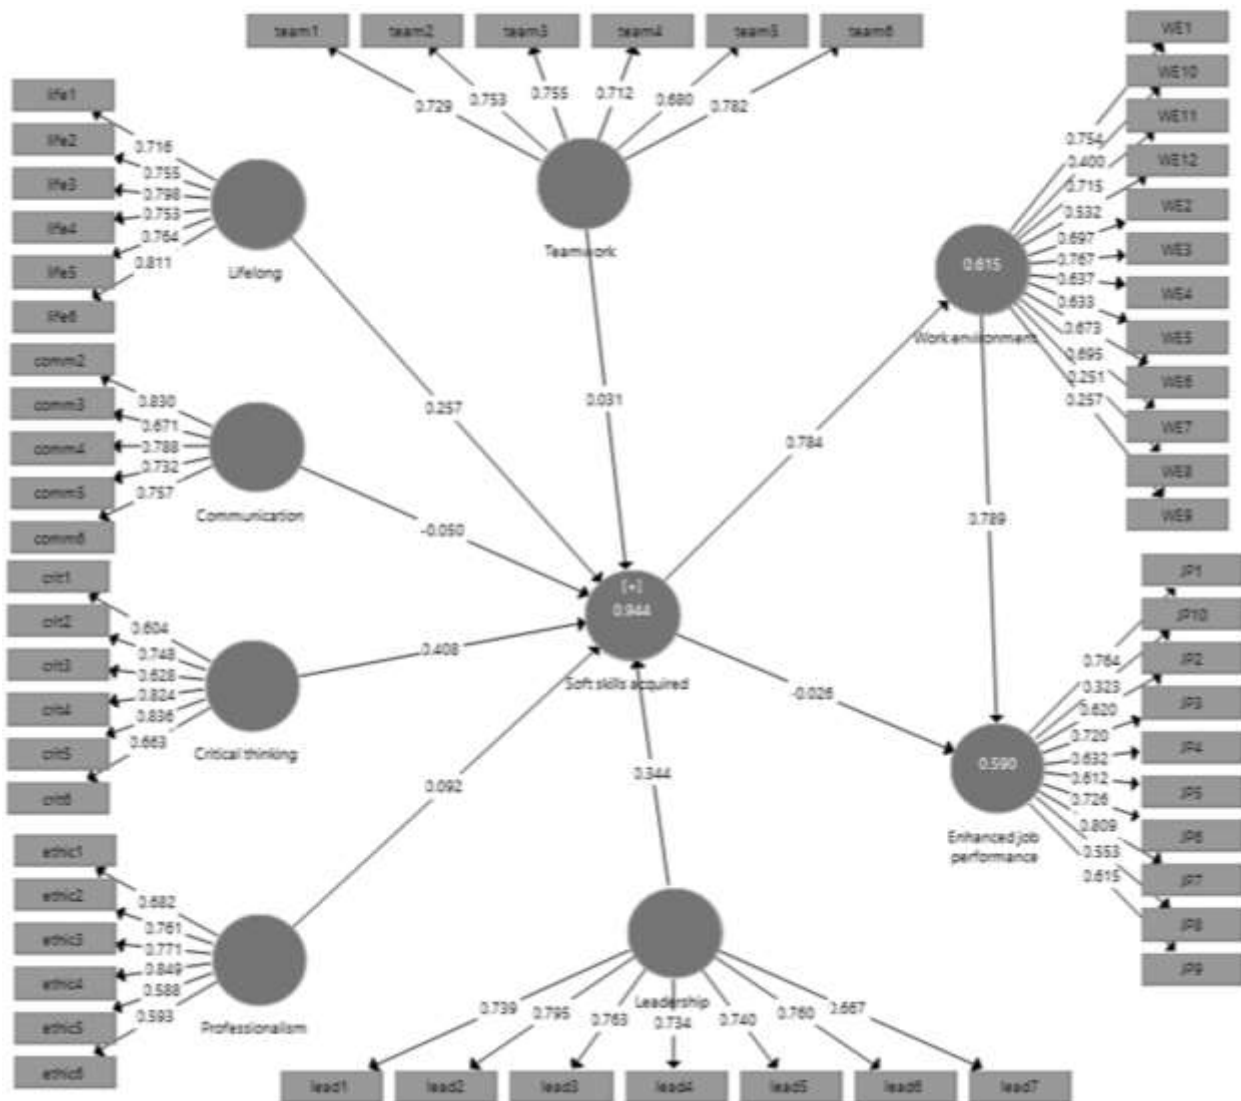 team1 team2 team3 team4 team5 team6
0.729 0.753 0.755 0.712 0.680 0.782
Teamwork
life1
life2
life3
life4
life5
life6
0.716
0.755
0.798
0.753
0.764
0.811
Lifelong
comm2
comm3
comm4
comm5
comm6
0.830
0.671
0.788
0.732
0.757
Communication
crit1
crit2
crit3
crit4
crit5
crit6
0.604
0.748
0.628
0.824
0.836
0.663
Critical thinking
ethic1
ethic2
ethic3
ethic4
ethic5
ethic6
0.682
0.761
0.771
0.849
0.588
0.593
Professionalism
0.257
0.031
-0.050
0.408
0.092
0.344
[+]
0.944
Soft skills acquired
0.784
-0.026
0.789
0.615
Work environment
0.754
0.400
0.715
0.532
0.697
0.767
0.637
0.633
0.673
0.695
0.251
0.257
WE1
WE10
WE11
WE12
WE2
WE3
WE4
WE5
WE6
WE7
WE8
WE9
0.590
Enhanced job
performance
0.764
0.323
0.620
0.720
0.632
0.612
0.726
0.809
0.553
0.615
JP1
JP10
JP2
JP3
JP4
JP5
JP6
JP7
JP8
JP9
Leadership
0.739 0.795 0.763 0.734 0.740 0.760 0.667
lead1 lead2 lead3 lead4 lead5 lead6 lead7